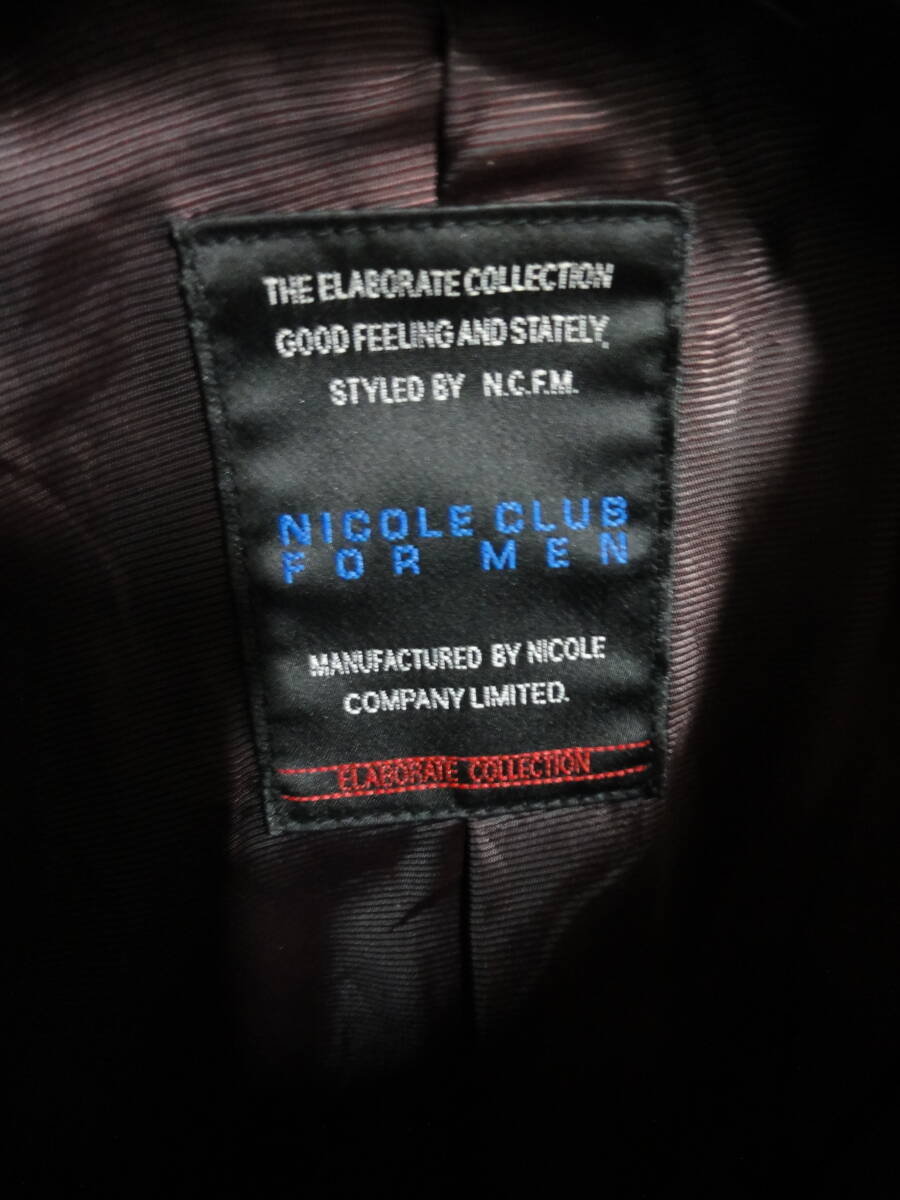 THE ELABORATE COLLECTION
GOOD FEELING AND STATELY,
STYLED BY N.C.F.M.
NICOLE CLUB
FOR MEN
MANUFACTURED BY NICOLE
COMPANY LIMITED.
ELABORATE COLLECTION